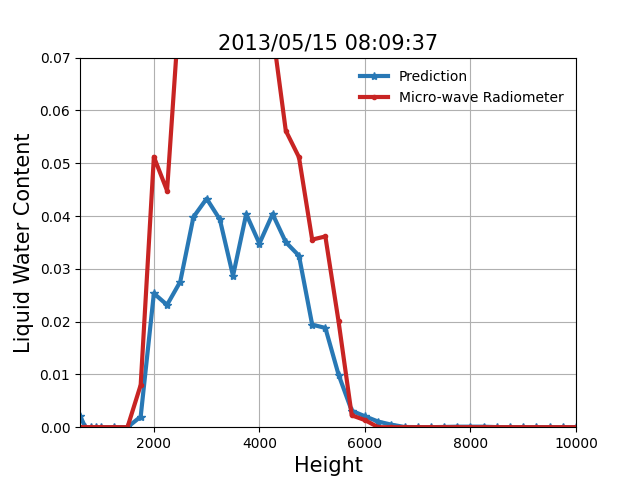 2013/05/15 08:09:37
Prediction
Micro-wave Radiometer
Liquid Water Content
0.07
0.06
0.05
0.04
0.03
0.02
0.01
0.00
2000 4000 6000 8000 10000
Height